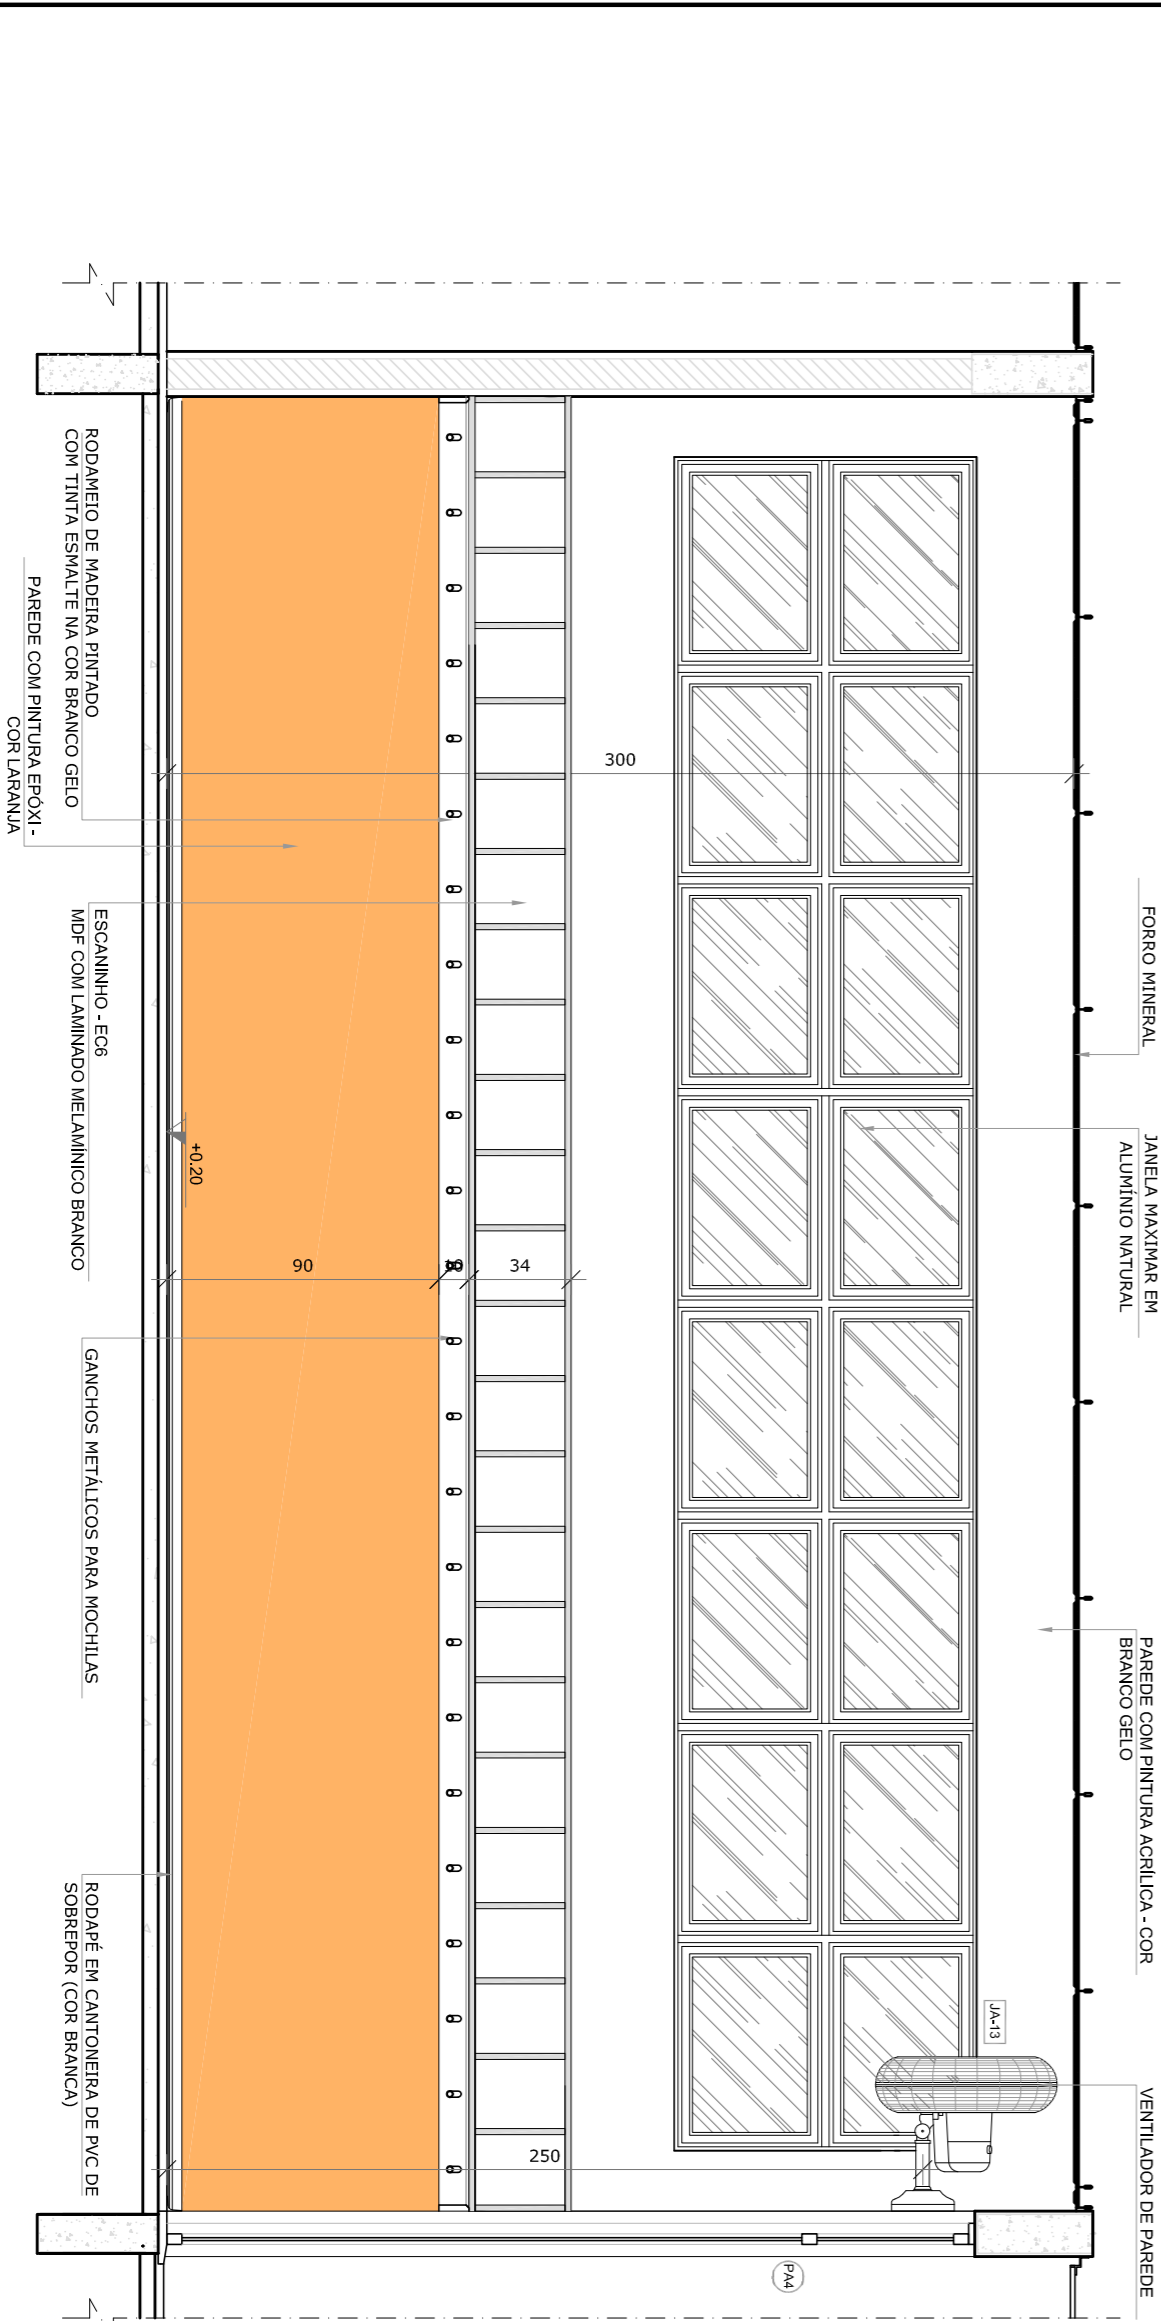 FORRO MINERAL
JANELA MAXIMAR EM
ALUMÍNIO NATURAL
PAREDE COM PINTURA ACRÍLICA - COR
BRANCO GELO
VENTILADOR DE PAREDE
JA-13
300
90
34
250
+0.20
PA4
RODAMEIO DE MADEIRA PINTADO
COM TINTA ESMALTE NA COR BRANCO GELO
PAREDE COM PINTURA EPÓXI -
COR LARANJA
ESCANINHO - EC6
MDF COM LAMINADO MELAMÍNICO BRANCO
GANCHOS METÁLICOS PARA MOCHILAS
RODAPÉ EM CANTONEIRA DE PVC DE
SOBREPOR (COR BRANCA)